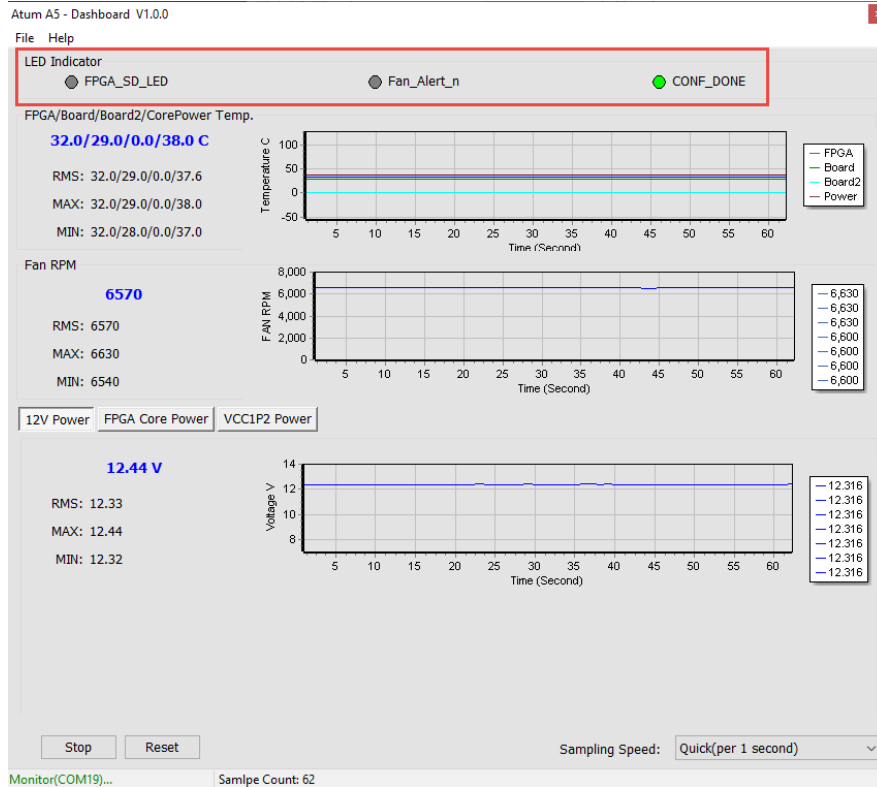 Atum A5 - Dashboard V1.0.0
File Help
LED Indicator
FPGA_SD_LED Fan_Alert_n CONF_DONE
FPGA/Board/Board2/CorePower Temp.
32.0/29.0/0.0/38.0 C
RMS: 32.0/29.0/0.0/37.6
MAX: 32.0/29.0/0.0/38.0
MIN: 32.0/28.0/0.0/37.0
Temperature C
100
50
0
-50
5 10 15 20 25 30 35 40 45 50 55 60
Time (Second)
FPGA
Board
Board2
Power
Fan RPM
6570
RMS: 6570
MAX: 6630
MIN: 6540
FAN RPM
8,000
6,000
4,000
2,000
0
5 10 15 20 25 30 35 40 45 50 55 60
Time (Second)
6,630
6,630
6,630
6,600
6,600
6,600
6,600
12V Power FPGA Core Power VCC1P2 Power
12.44 V
RMS: 12.33
MAX: 12.44
MIN: 12.32
Voltage V
14
12
10
8
5 10 15 20 25 30 35 40 45 50 55 60
Time (Second)
12.316
12.316
12.316
12.316
12.316
12.316
12.316
Stop Reset
Sampling Speed: Quick(per 1 second)
Monitor(COM19)... Samlpe Count: 62